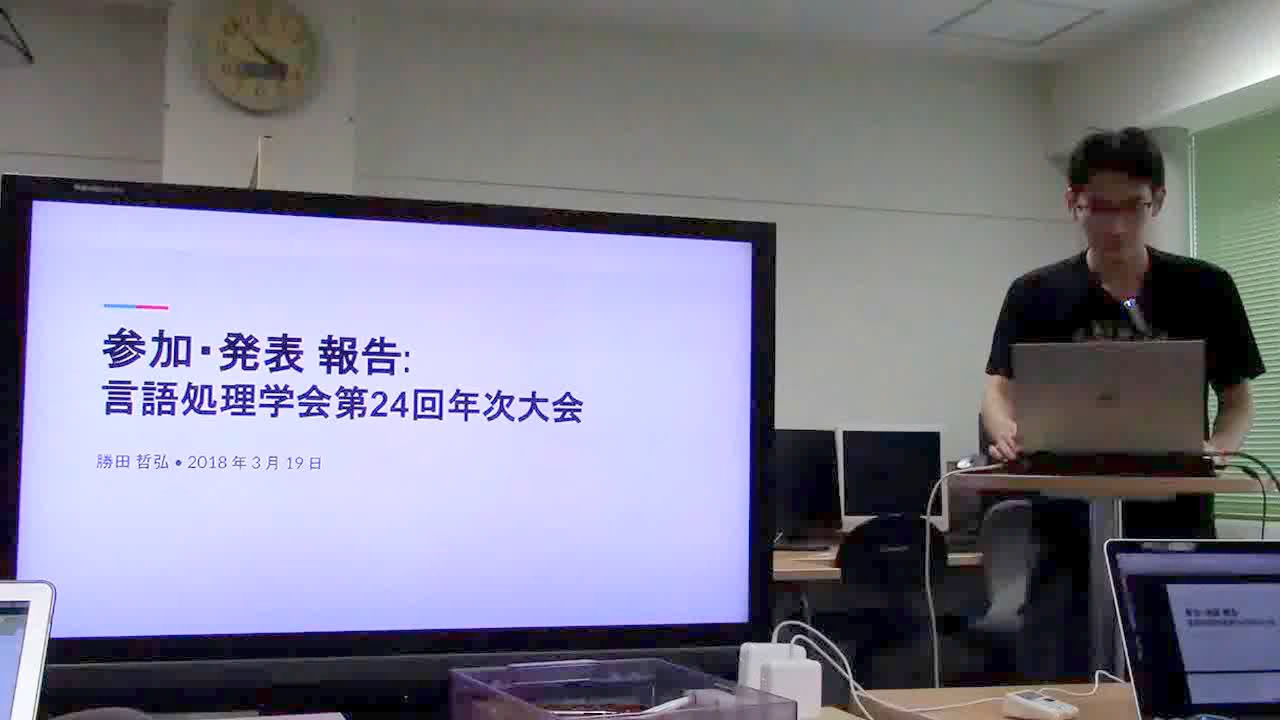 参加・発表 報告:
言語処理学会第24回年次大会
勝田 哲弘 • 2018 年 3 月 19 日